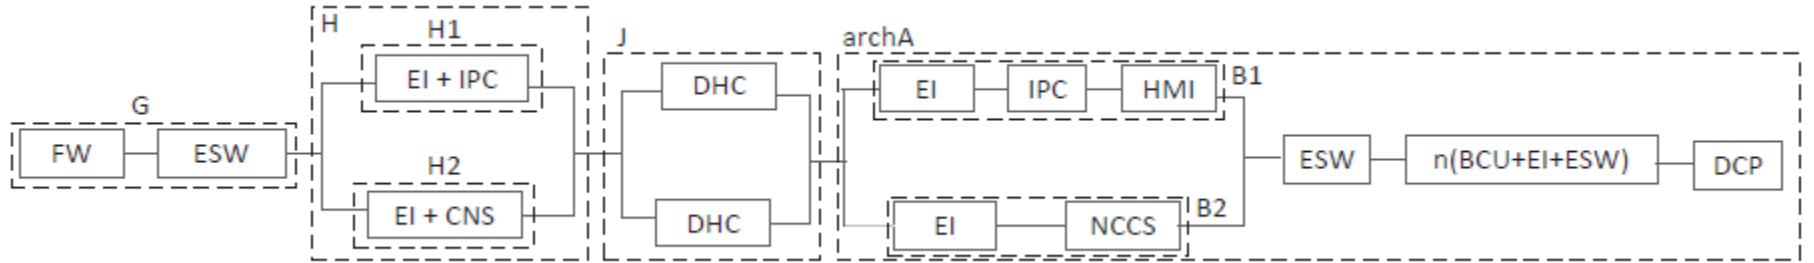 G
FW
ESW
H
H1
EI + IPC
H2
EI + CNS
J
DHC
DHC
archA
EI
IPC
HMI
B1
EI
NCCS
B2
ESW
n(BCU+EI+ESW)
DCP